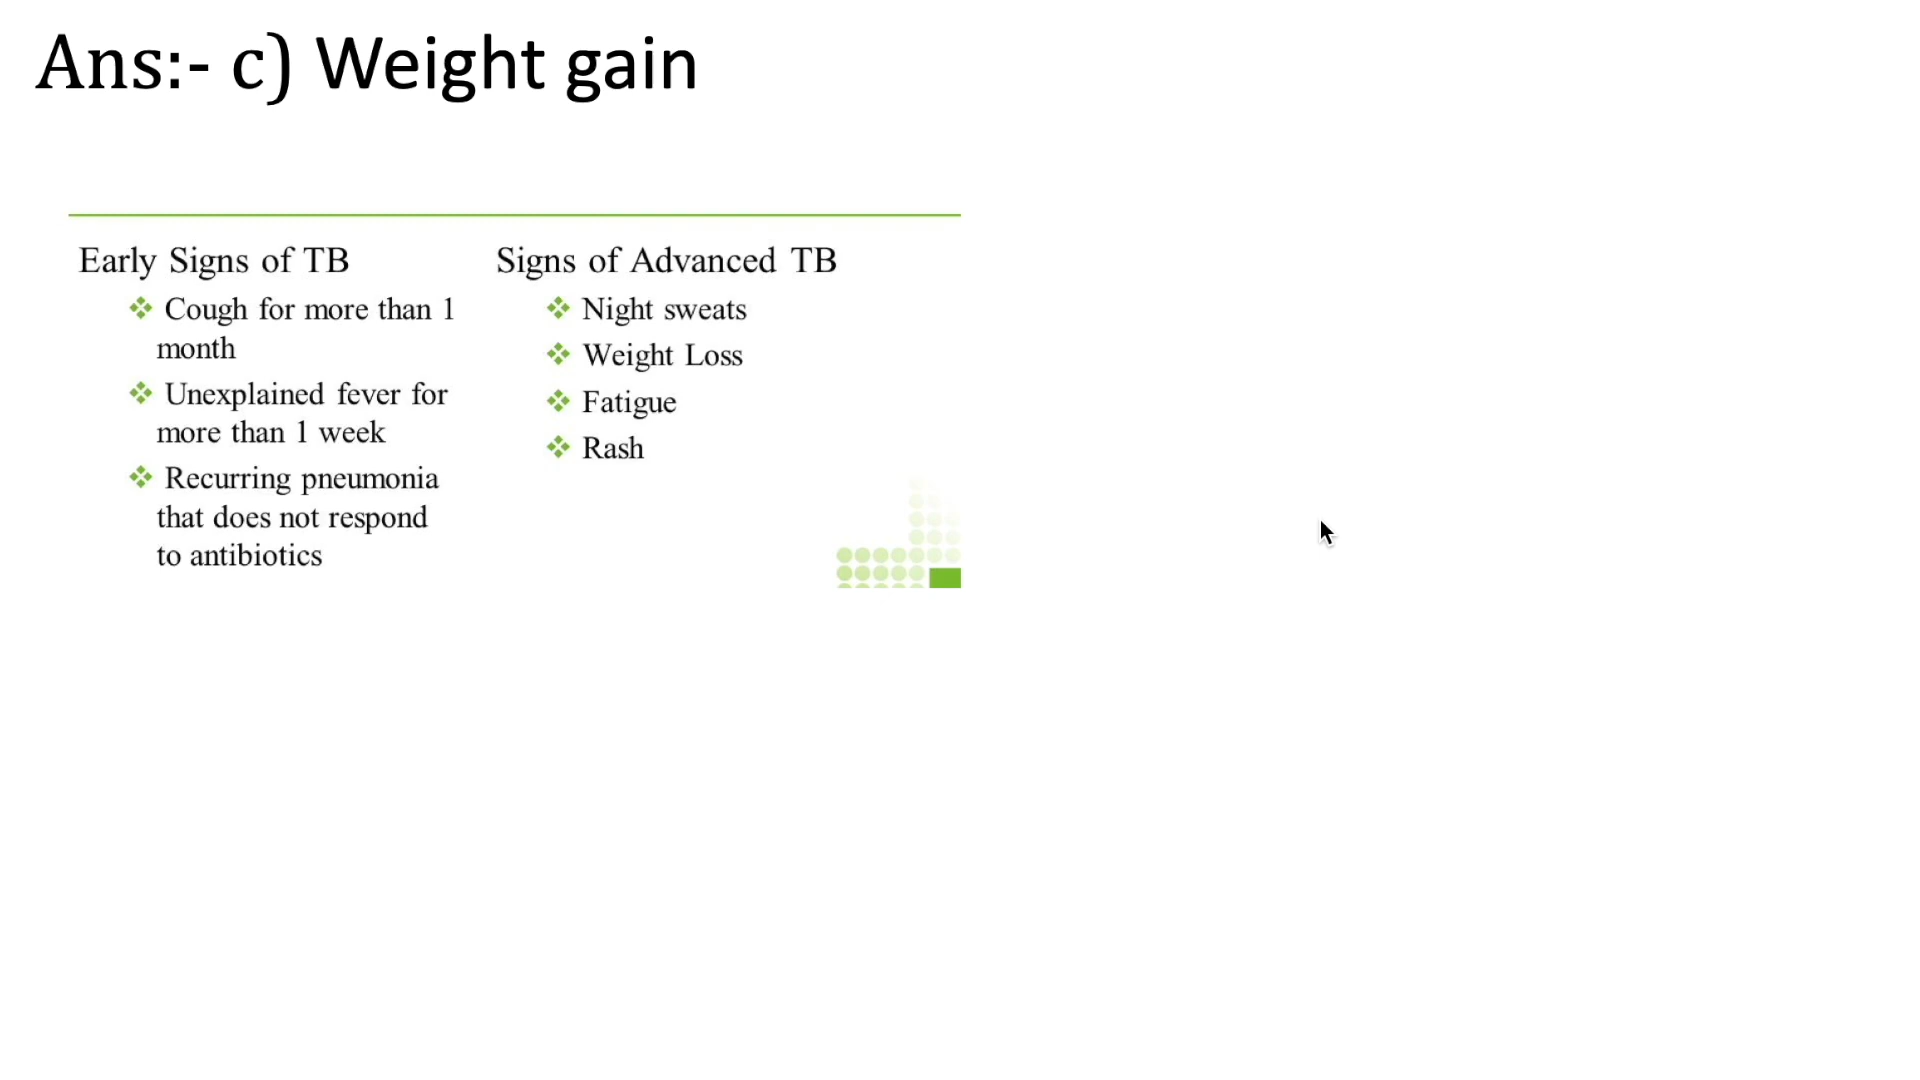 Ans:- c) Weight gain
Early Signs of TB
Cough for more than 1
month
Unexplained fever for
more than 1 week
Recurring pneumonia
that does not respond
to antibiotics
Signs of Advanced TB
Night sweats
Weight Loss
Fatigue
Rash